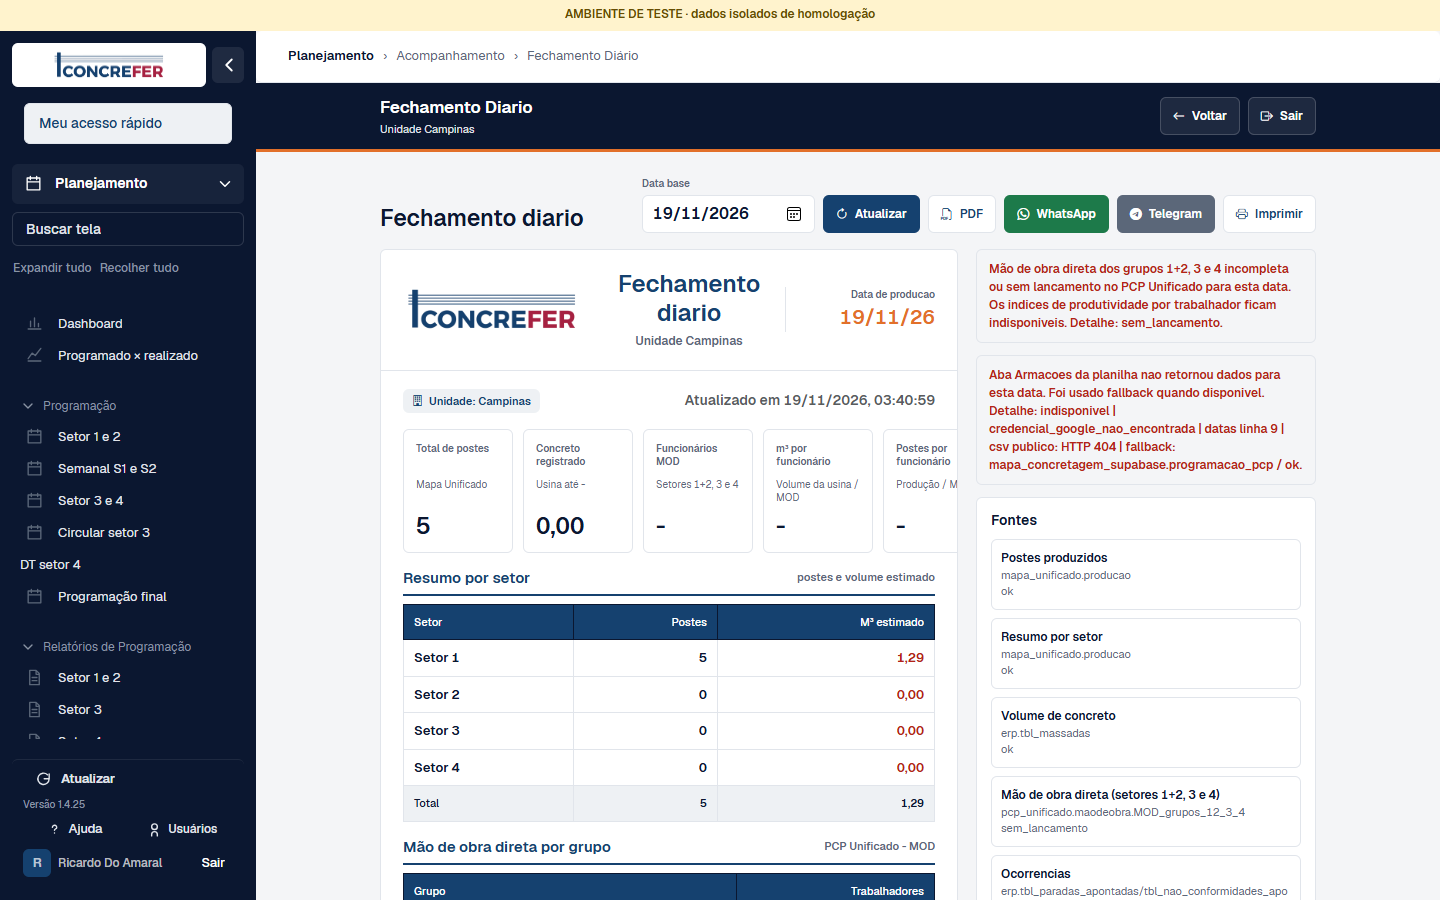 AMBIENTE DE TESTE · dados isolados de homologação
CONCREFER
Meu acesso rápido
Planejamento
Buscar tela
Expandir tudo Recolher tudo
Dashboard
Programado × realizado
Programação
Setor 1 e 2
Semanal S1 e S2
Setor 3 e 4
Circular setor 3
DT setor 4
Programação final
Relatórios de Programação
Setor 1 e 2
Setor 3
Atualizar
Versão 1.4.25
? Ajuda Usuários
R Ricardo Do Amaral Sair
Planejamento › Acompanhamento › Fechamento Diário
Fechamento Diario
Unidade Campinas
← Voltar
Sair
Fechamento diario
Data base
19/11/2026
Atualizar
PDF
WhatsApp
Telegram
Imprimir
CONCREFER
Fechamento
diario
Unidade Campinas
Data de producao
19/11/26
Unidade: Campinas
Atualizado em 19/11/2026, 03:40:59
Total de postes
Mapa Unificado
5
Concreto
registrado
Usina até -
0,00
Funcionários
MOD
Setores 1+2, 3 e 4
-
m³ por
funcionário
Volume da usina /
MOD
-
Postes por
funcionário
Produção / M
-
Resumo por setor
postes e volume estimado
Setor Postes M³ estimado
Setor 1 5 1,29
Setor 2 0 0,00
Setor 3 0 0,00
Setor 4 0 0,00
Total 5 1,29
Mão de obra direta por grupo
PCP Unificado - MOD
Grupo Trabalhadores
Mão de obra direta dos grupos 1+2, 3 e 4 incompleta
ou sem lancamento no PCP Unificado para esta data.
Os indices de produtividade por trabalhador ficam
indisponiveis. Detalhe: sem_lancamento.
Aba Armacoes da planilha nao retornou dados para
esta data. Foi usado fallback quando disponivel.
Detalhe: indisponivel |
credencial_google_nao_encontrada | datas linha 9 |
csv publico: HTTP 404 | fallback:
mapa_concretagem_supabase.programacao_pcp / ok.
Fontes
Postes produzidos
mapa_unificado.producao
ok
Resumo por setor
mapa_unificado.producao
ok
Volume de concreto
erp.tbl_massadas
ok
Mão de obra direta (setores 1+2, 3 e 4)
pcp_unificado.maodeobra.MOD_grupos_12_3_4
sem_lancamento
Ocorrencias
erp.tbl_paradas_apontadas/tbl_nao_conformidades_apo